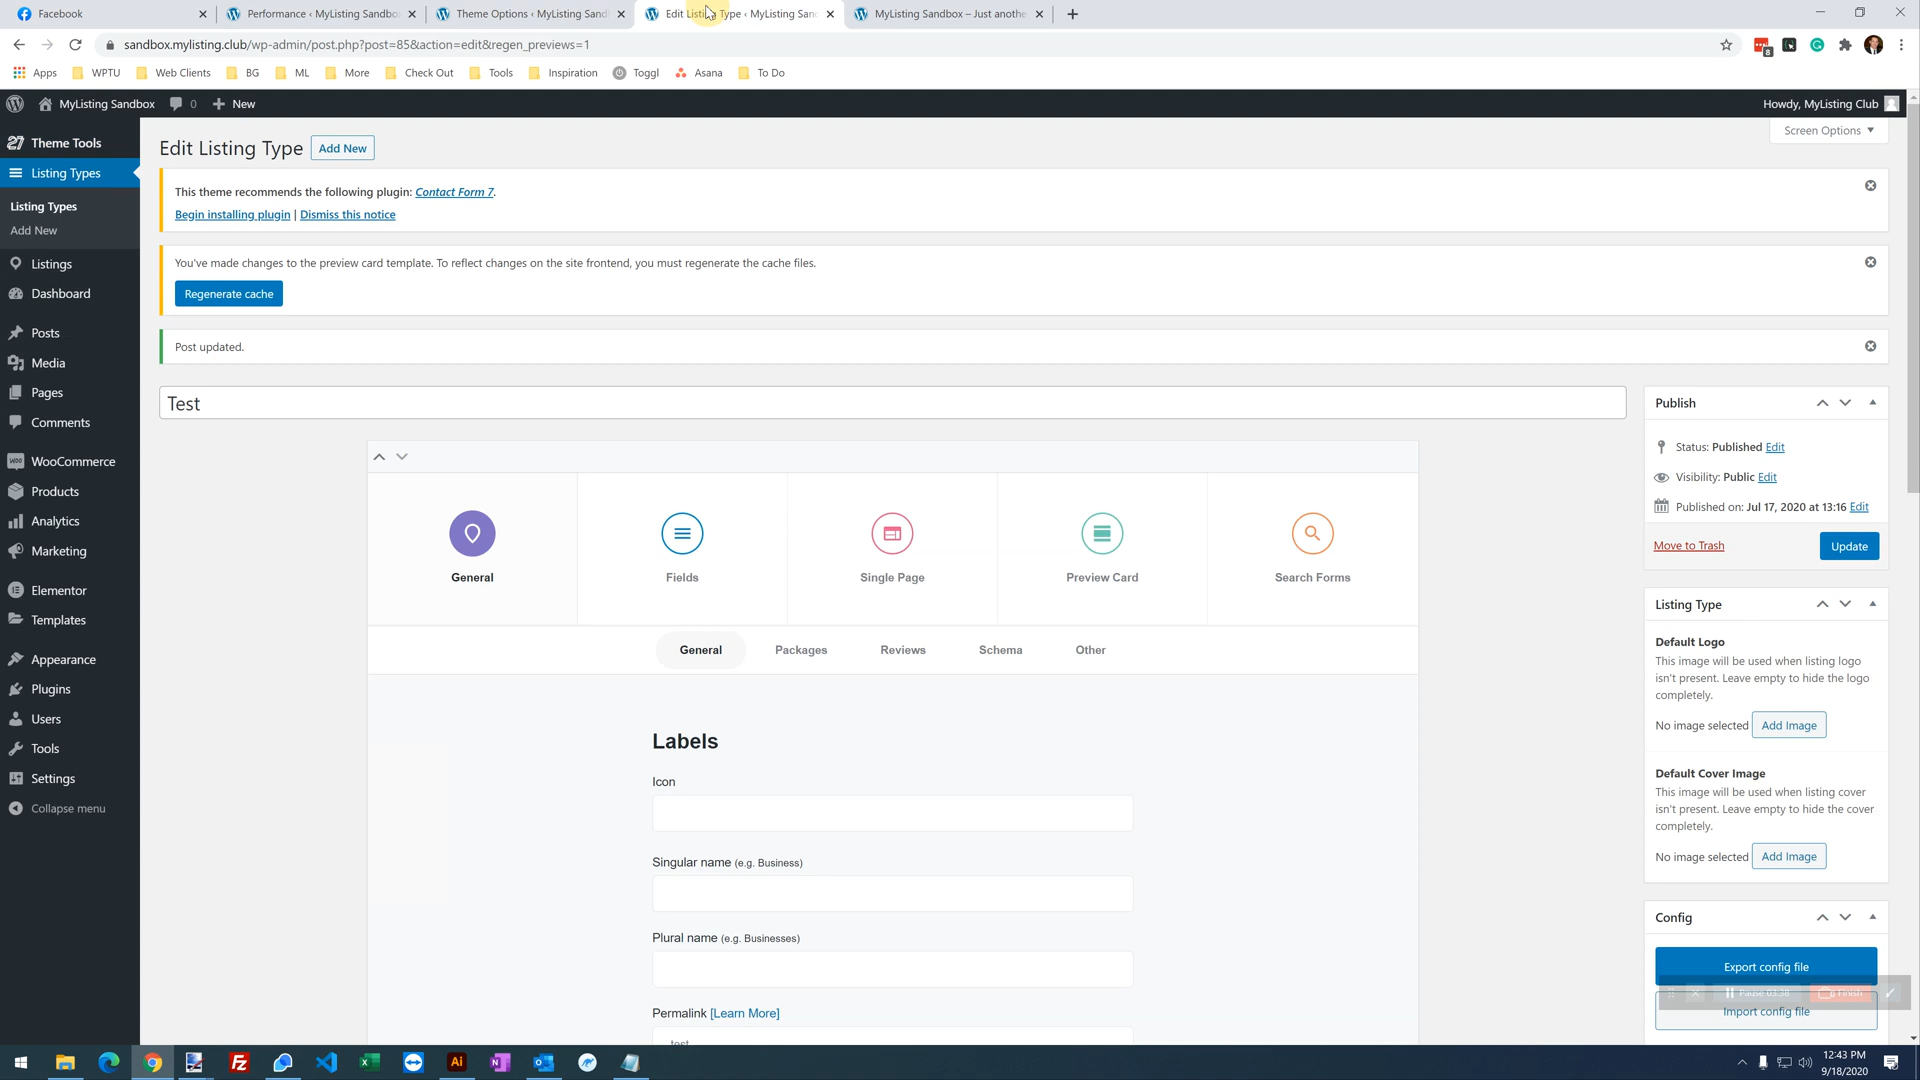 Facebook
Performance ‹ MyListing Sandbo
Theme Options ‹ MyListing Sand
Edit Listing Type ‹ MyListing San
MyListing Sandbox – Just anothe
sandbox.mylisting.club/wp-admin/post.php?post=85&action=edit&regen_previews=1
8
Apps WPTU Web Clients BG ML More Check Out Tools Inspiration Toggl Asana To Do
MyListing Sandbox 0 New
Howdy, MyListing Club
27 Theme Tools
Listing Types
Listing Types
Add New
Listings
Dashboard
Posts
Media
Pages
Comments
WooCommerce
Products
Analytics
Marketing
Elementor
Templates
Appearance
Plugins
Users
Tools
Settings
Collapse menu
Screen Options
Edit Listing Type Add New
This theme recommends the following plugin: Contact Form 7.
Begin installing plugin | Dismiss this notice
You've made changes to the preview card template. To reflect changes on the site frontend, you must regenerate the cache files.
Regenerate cache
Post updated.
Test
General
Fields
Single Page
Preview Card
Search Forms
General Packages Reviews Schema Other
Labels
Icon
Singular name (e.g. Business)
Plural name (e.g. Businesses)
Permalink [Learn More]
test
Publish
Status: Published Edit
Visibility: Public Edit
Published on: Jul 17, 2020 at 13:16 Edit
Move to Trash Update
Listing Type
Default Logo
This image will be used when listing logo
isn't present. Leave empty to hide the logo
completely.
No image selected Add Image
Default Cover Image
This image will be used when listing cover
isn't present. Leave empty to hide the cover
completely.
No image selected Add Image
Config
Export config file
Pause 03:38 Finish
Import config file
12:43 PM
9/18/2020